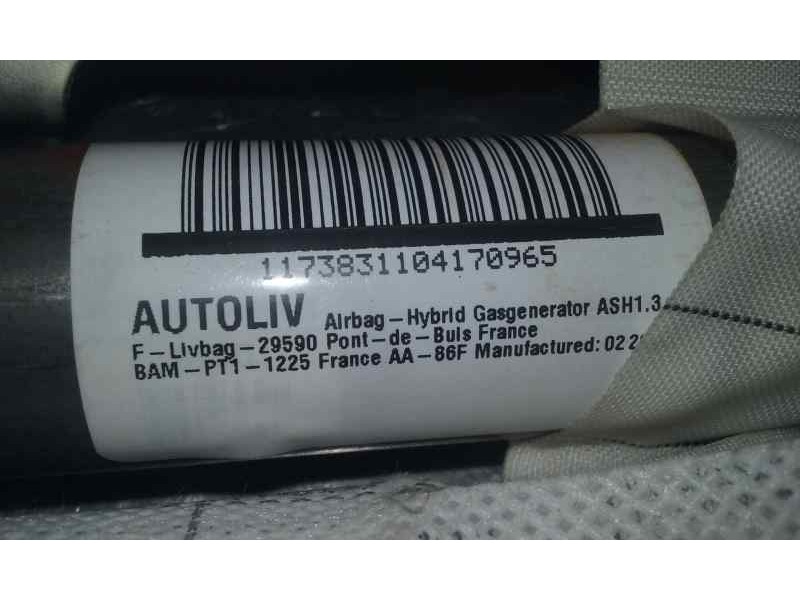 1173831104170965
AUTOLIV Airbag-Hybrid Gasgenerator ASH1.3
F-Livbag-29590 Pont-de-Buis France
BAM-PT1-1225 France AA-86F Manufactured: 02